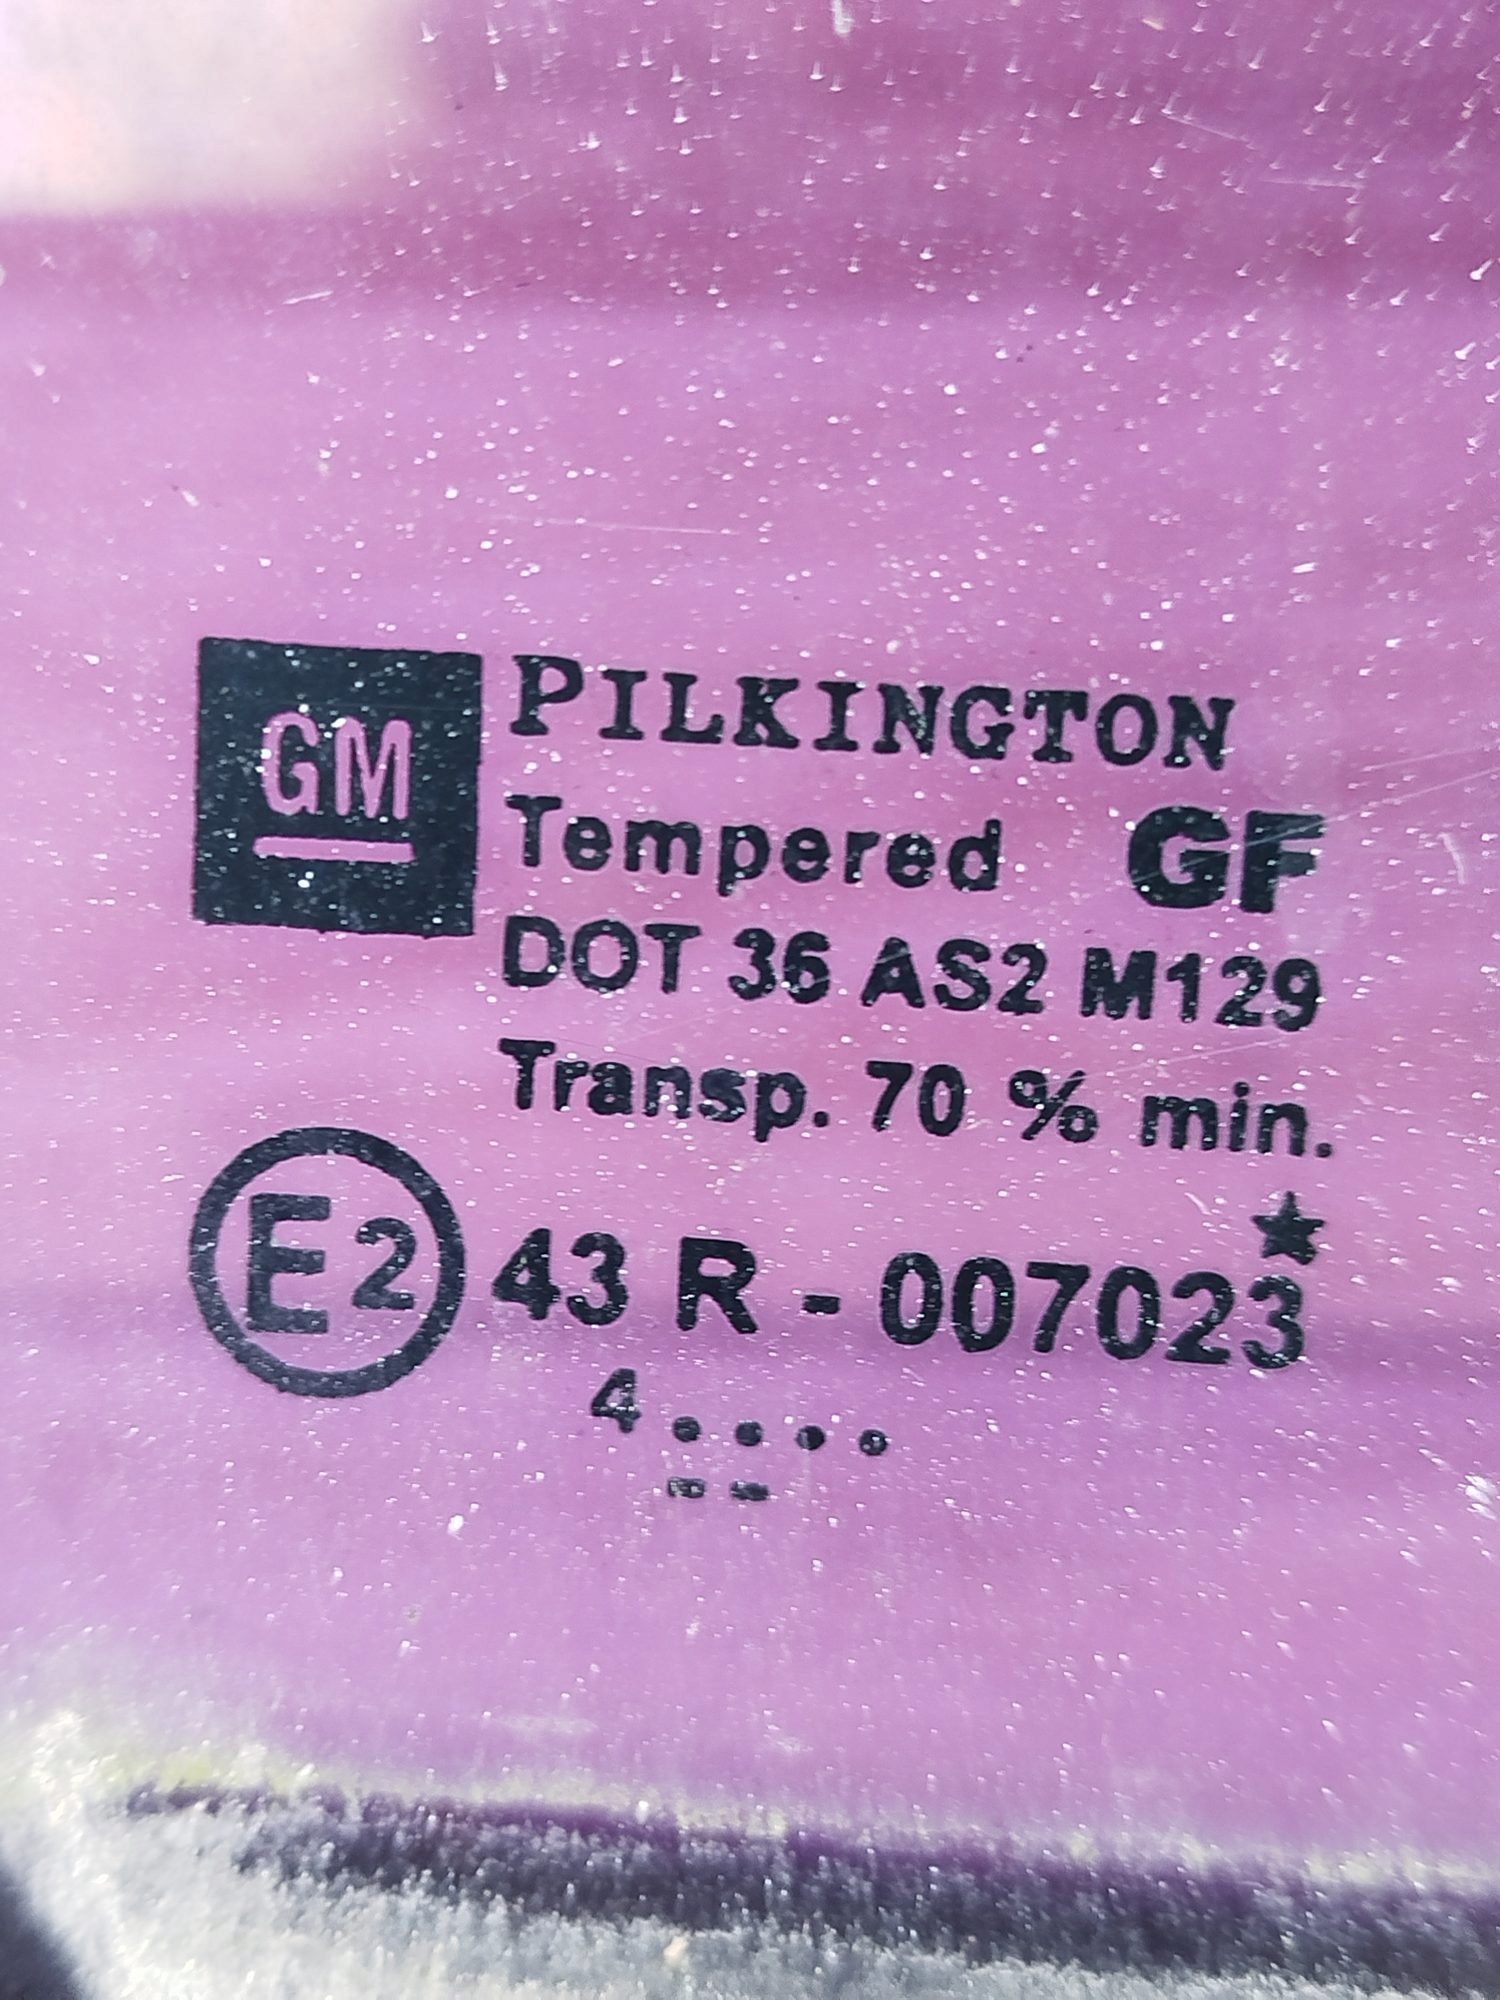 GM
PILKINGTON
Tempered GF
DOT 36 AS2 M129
Transp. 70 % min.
★
E2 43 R - 007023
4 . . . .